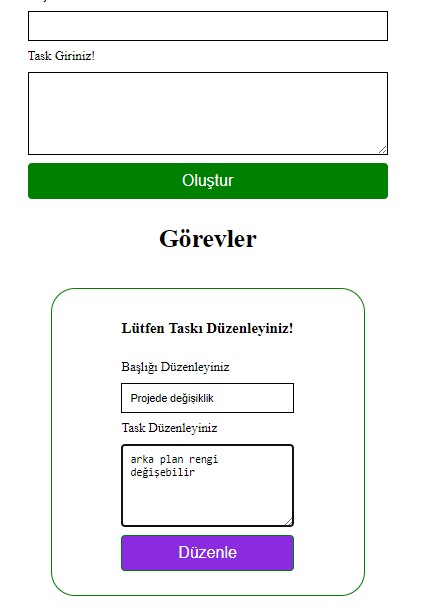 Task Giriniz!
Oluştur
Görevler
Lütfen Taskı Düzenleyiniz!
Başlığı Düzenleyiniz
Projede değişiklik
Task Düzenleyiniz
arka plan rengi
değişebilir
Düzenle